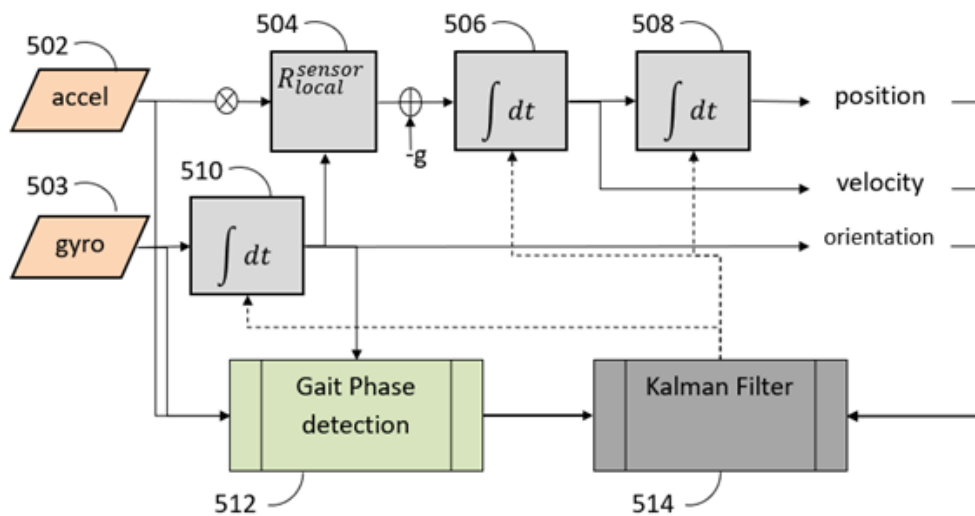 502
504
506
508
accel
R_{local}^{sensor}
∫ dt
∫ dt
position
-g
503
510
velocity
gyro
∫ dt
orientation
Gait Phase
detection
Kalman Filter
512
514